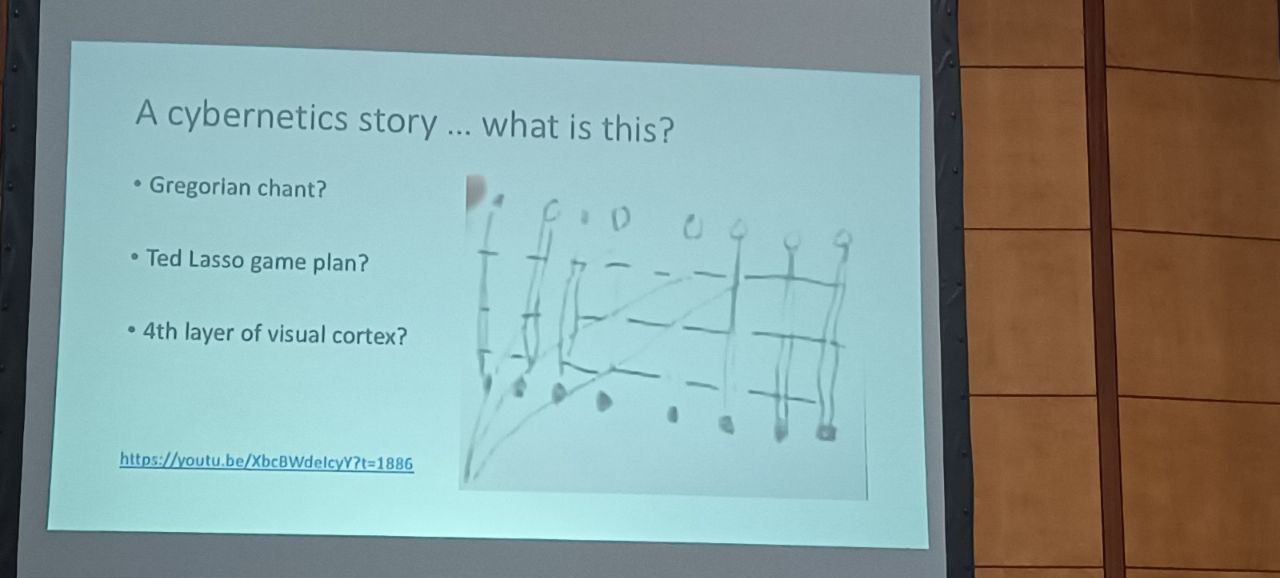 A cybernetics story ... what is this?
• Gregorian chant?
• Ted Lasso game plan?
• 4th layer of visual cortex?
https://youtu.be/XbcBWdeIcyY?t=1886